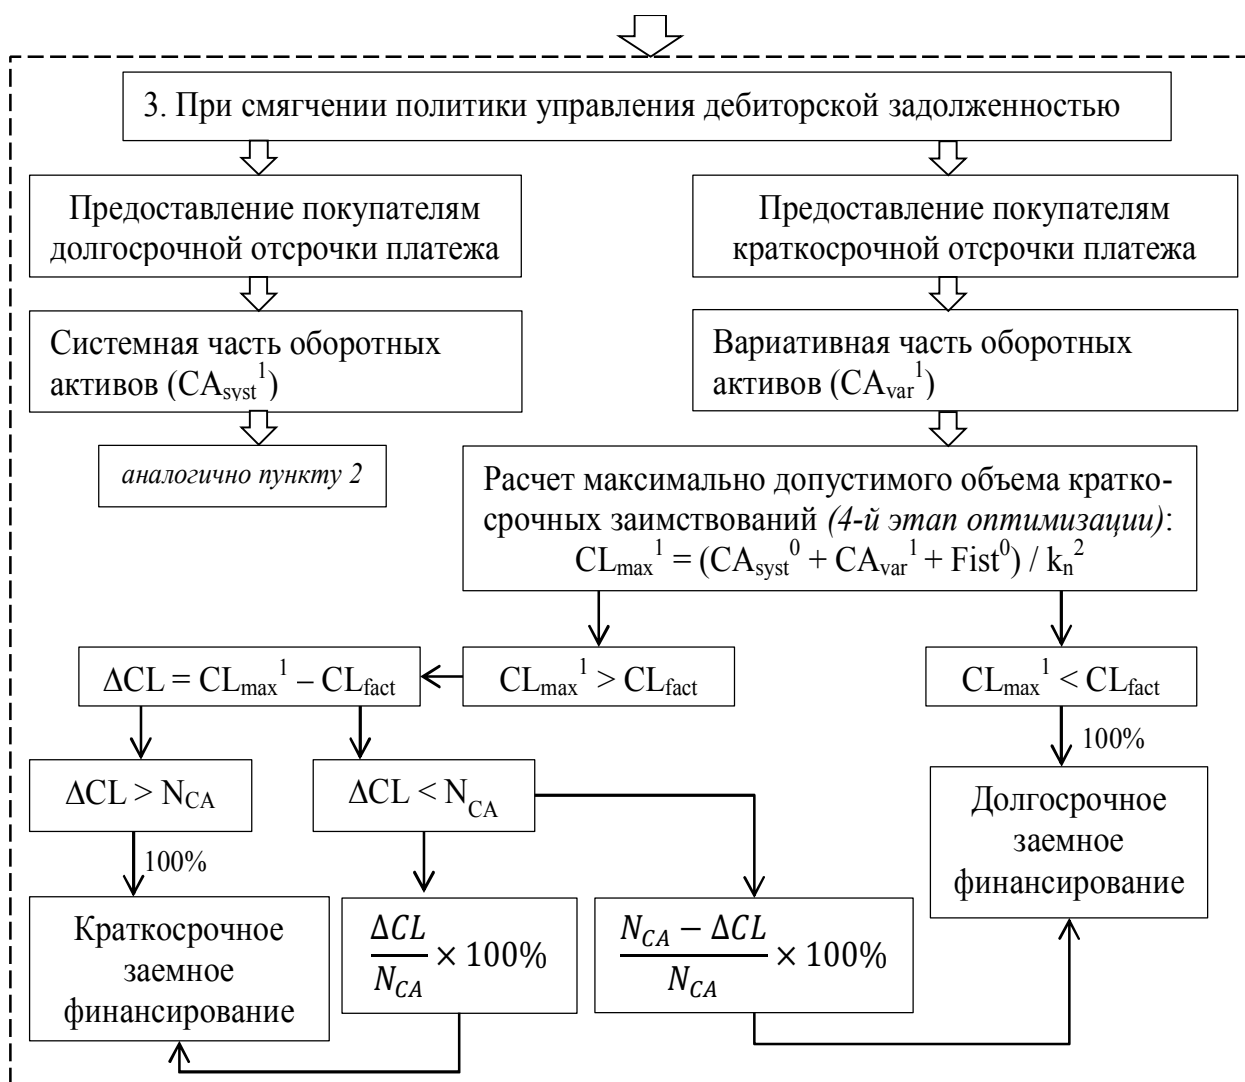 3. При смягчении политики управления дебиторской задолженностью
Предоставление покупателям
долгосрочной отсрочки платежа
Предоставление покупателям
краткосрочной отсрочки платежа
Системная часть оборотных
активов (CAsyst¹)
Вариативная часть оборотных
активов (CAvar¹)
аналогично пункту 2
Расчет максимально допустимого объема кратко-
срочных заимствований (4-й этап оптимизации):
CLmax¹ = (CAsyst⁰ + CAvar¹ + Fist⁰) / kn²
ΔCL = CLmax¹ – CLfact
CLmax¹ > CLfact
CLmax¹ < CLfact
100%
ΔCL > NCA
ΔCL < NCA
Долгосрочное
заемное
финансирование
100%
Краткосрочное
заемное
финансирование
ΔCL
NCA
× 100%
NCA − ΔCL
NCA
× 100%